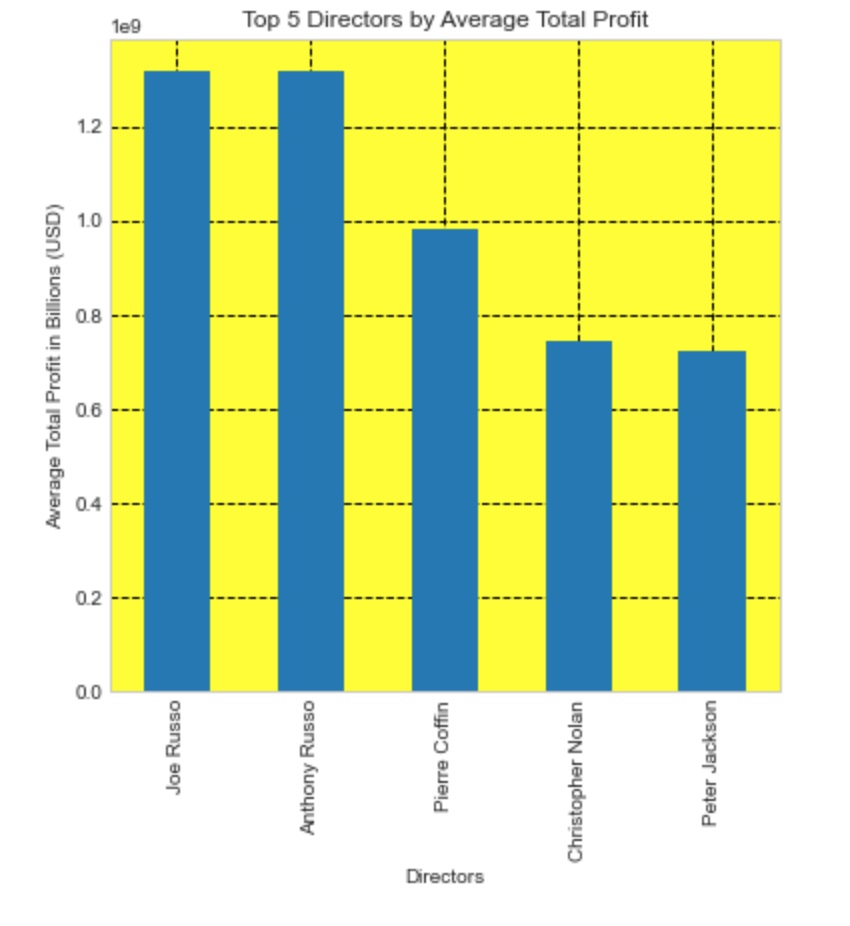 Top 5 Directors by Average Total Profit
1e9
Average Total Profit in Billions (USD)
1.2
1.0
0.8
0.6
0.4
0.2
0.0
Joe Russo
Anthony Russo
Pierre Coffin
Christopher Nolan
Peter Jackson
Directors